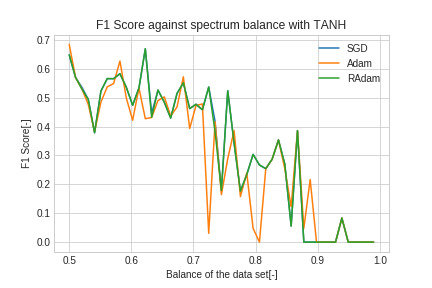 F1 Score against spectrum balance with TANH
SGD
Adam
RAdam
F1 Score[-]
0.7
0.6
0.5
0.4
0.3
0.2
0.1
0.0
0.5
0.6
0.7
0.8
0.9
1.0
Balance of the data set[-]